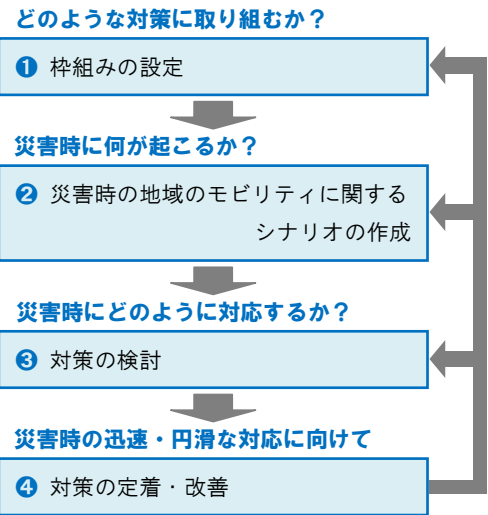 どのような対策に取り組むか？
❶ 枠組みの設定
災害時に何が起こるか？
❷ 災害時の地域のモビリティに関する
シナリオの作成
災害時にどのように対応するか？
❸ 対策の検討
災害時の迅速・円滑な対応に向けて
❹ 対策の定着・改善